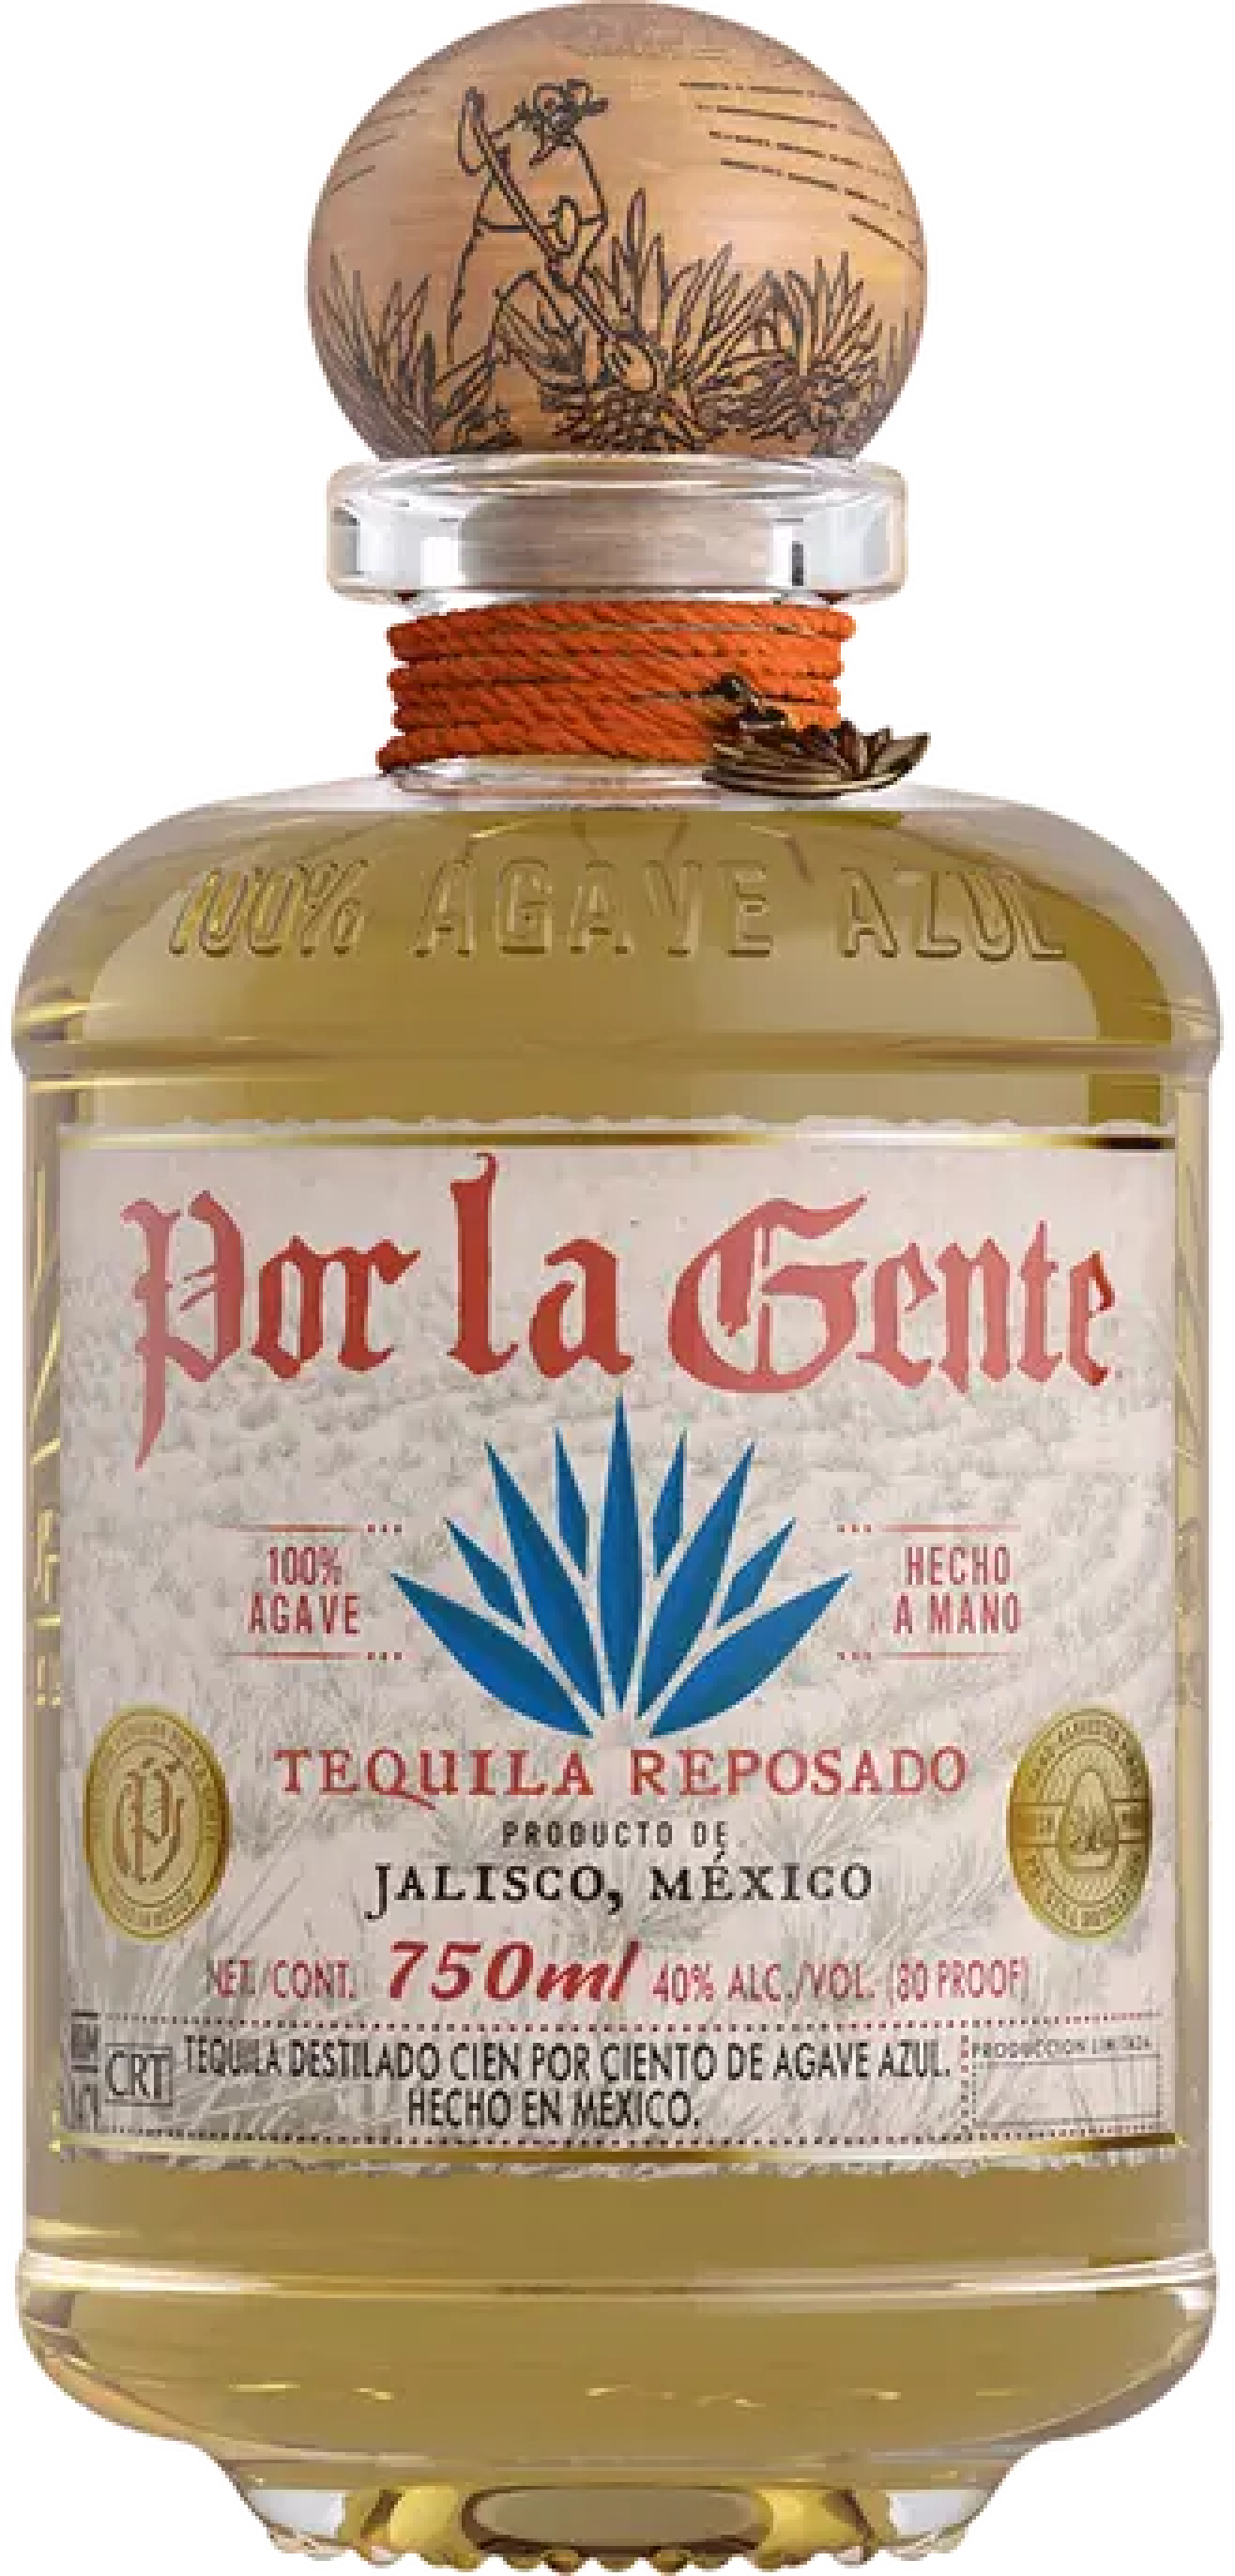 100% AGAVE AZUL
Por la Gente
100%
AGAVE
HECHO
A MANO
TEQUILA REPOSADO
PRODUCTO DE
JALISCO, MÉXICO
NET./CONT. 750ml 40% ALC./VOL. (80 PROOF)
CRT
TEQUILA DESTILADO CIEN POR CIENTO DE AGAVE AZUL.
HECHO EN MÉXICO.
PRODUCCION LIMITADA